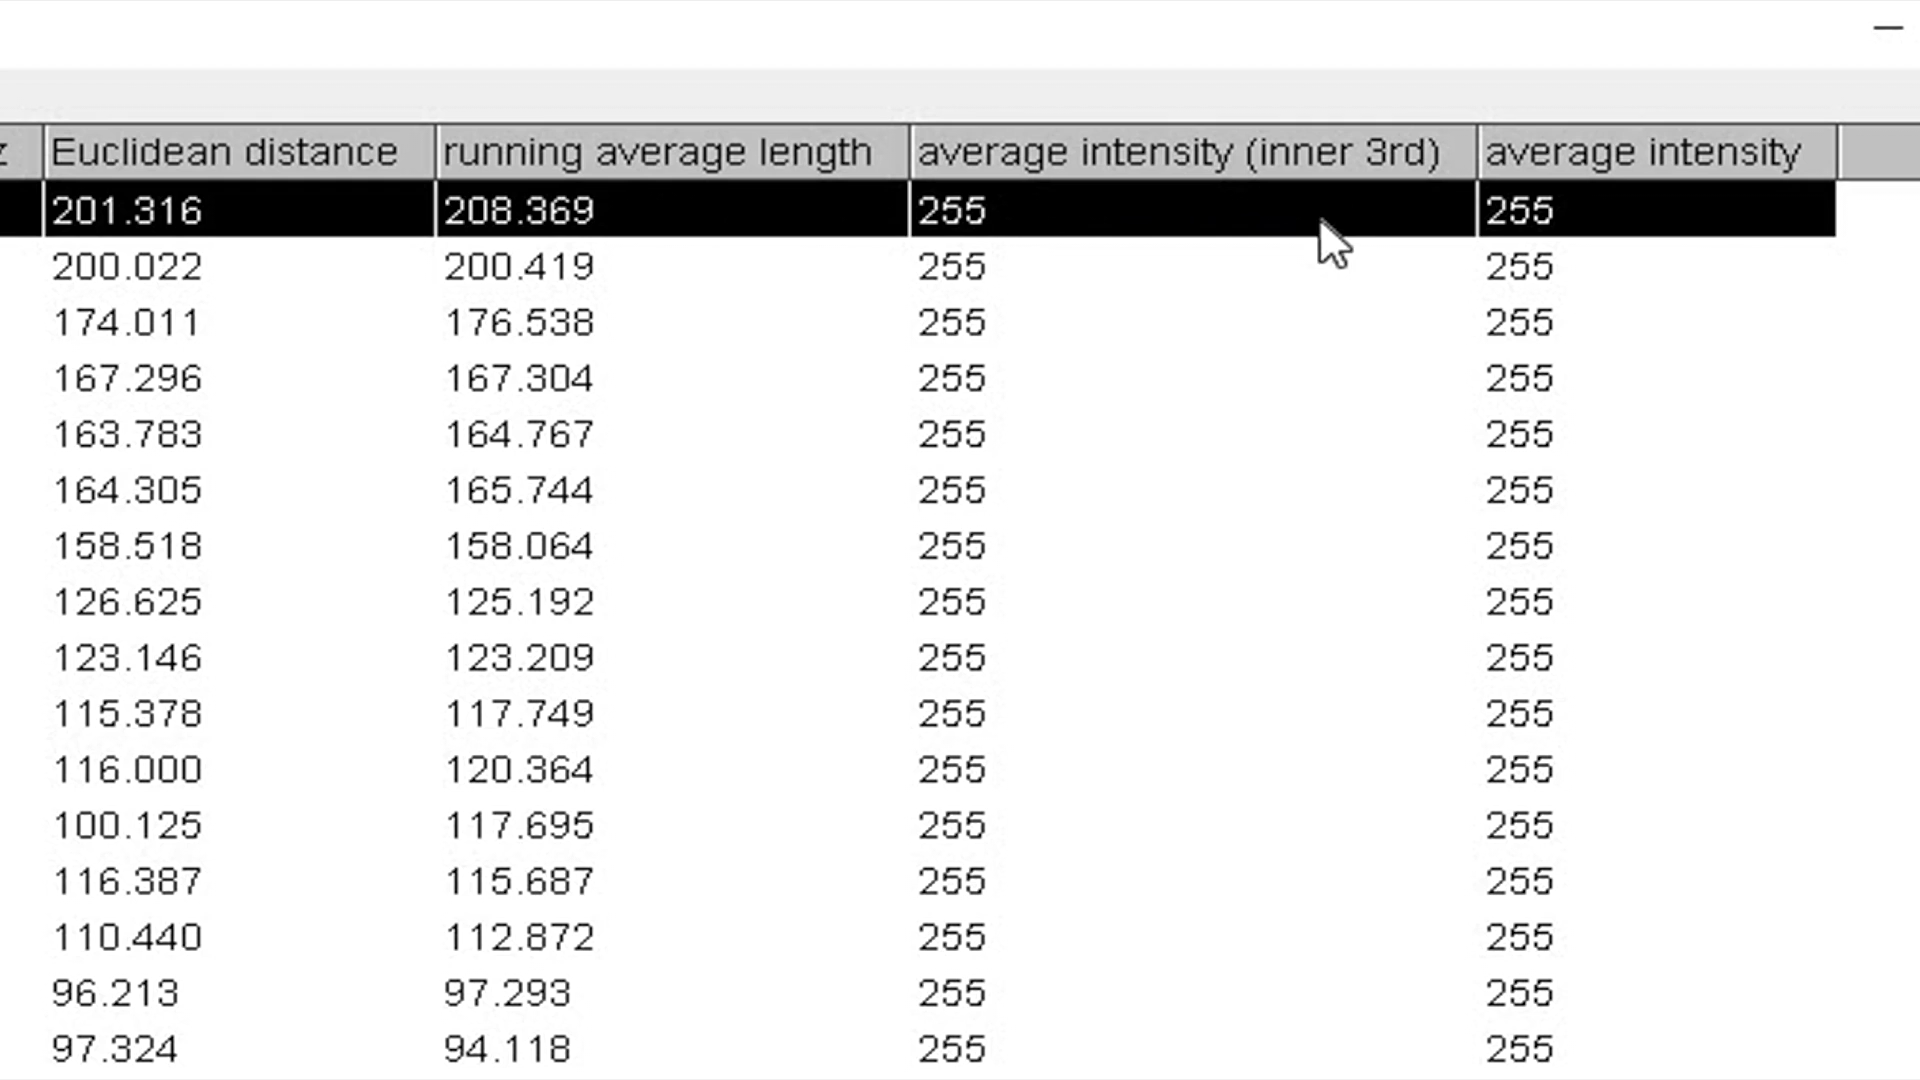 z Euclidean distance running average length average intensity (inner 3rd) average intensity
201.316 208.369 255 255
200.022 200.419 255 255
174.011 176.538 255 255
167.296 167.304 255 255
163.783 164.767 255 255
164.305 165.744 255 255
158.518 158.064 255 255
126.625 125.192 255 255
123.146 123.209 255 255
115.378 117.749 255 255
116.000 120.364 255 255
100.125 117.695 255 255
116.387 115.687 255 255
110.440 112.872 255 255
96.213 97.293 255 255
97.324 94.118 255 255